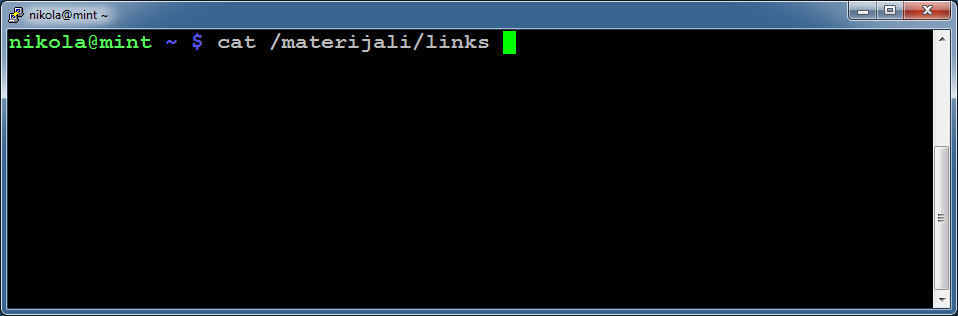 nikola@mint ~
nikola@mint ~ $ cat /materijali/links